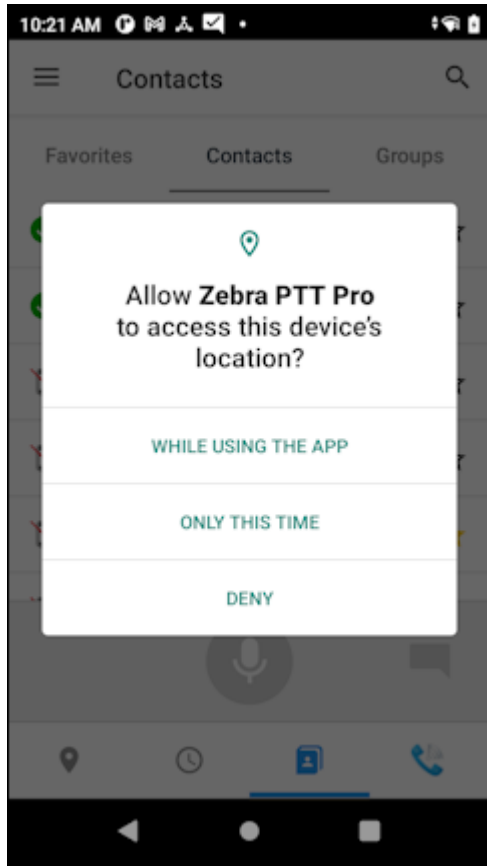 10:21 AM
Contacts
Favorites Contacts Groups
Allow Zebra PTT Pro
to access this device's
location?
WHILE USING THE APP
ONLY THIS TIME
DENY